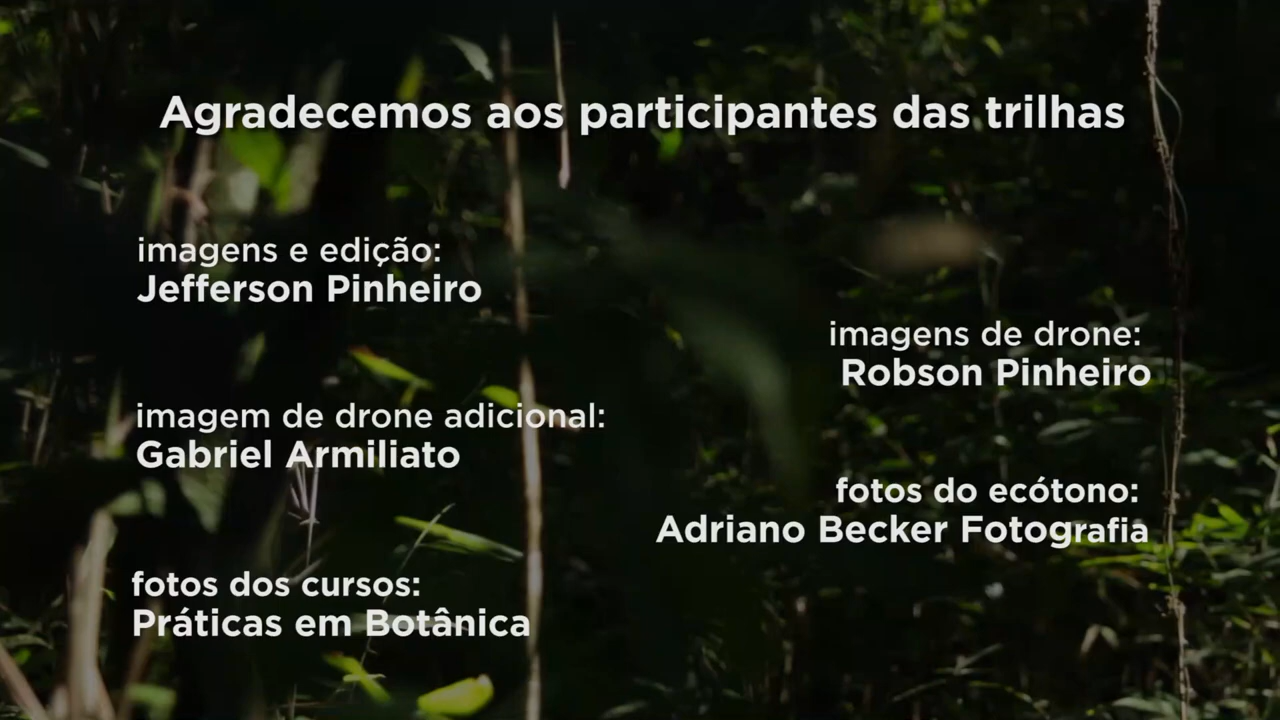 Agradecemos aos participantes das trilhas
imagens e edição:
Jefferson Pinheiro
imagens de drone:
Robson Pinheiro
imagem de drone adicional:
Gabriel Armiliato
fotos do ecótono:
Adriano Becker Fotografia
fotos dos cursos:
Práticas em Botânica